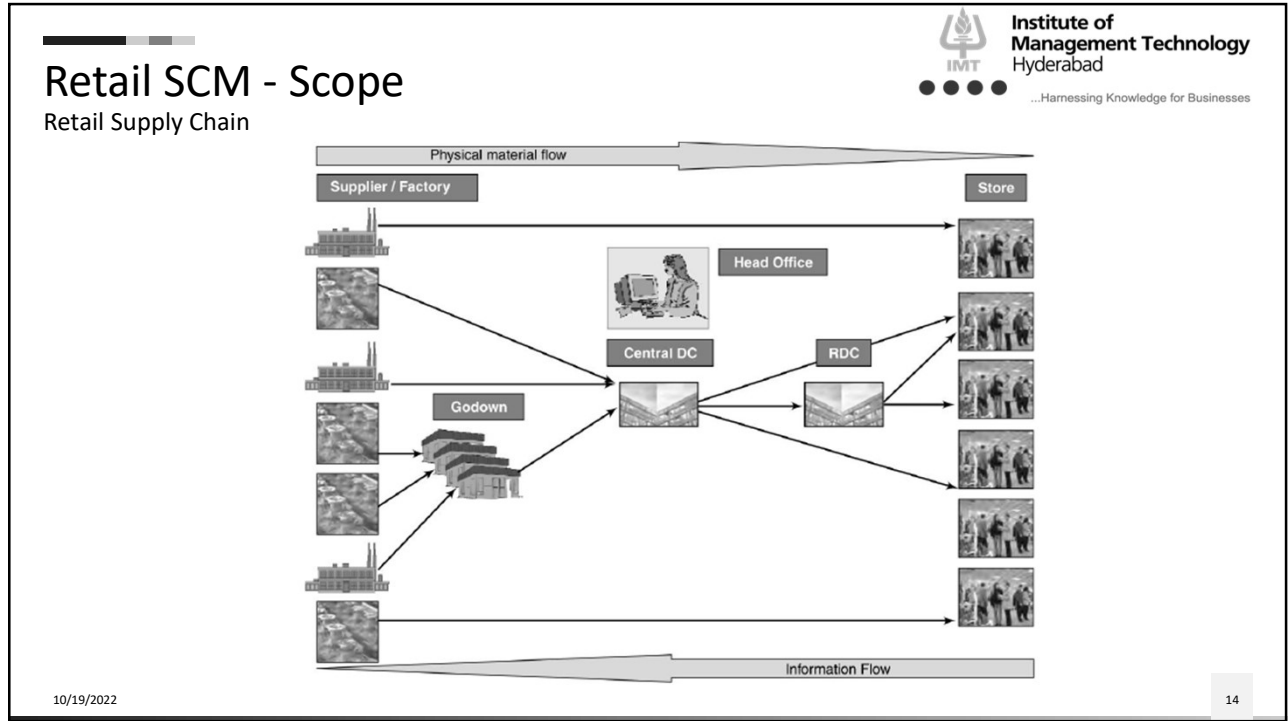 Retail SCM - Scope
Retail Supply Chain
IMT
Institute of
Management Technology
Hyderabad
...Harnessing Knowledge for Businesses
Physical material flow
Supplier / Factory
Store
Head Office
Central DC
RDC
Godown
Information Flow
10/19/2022
14